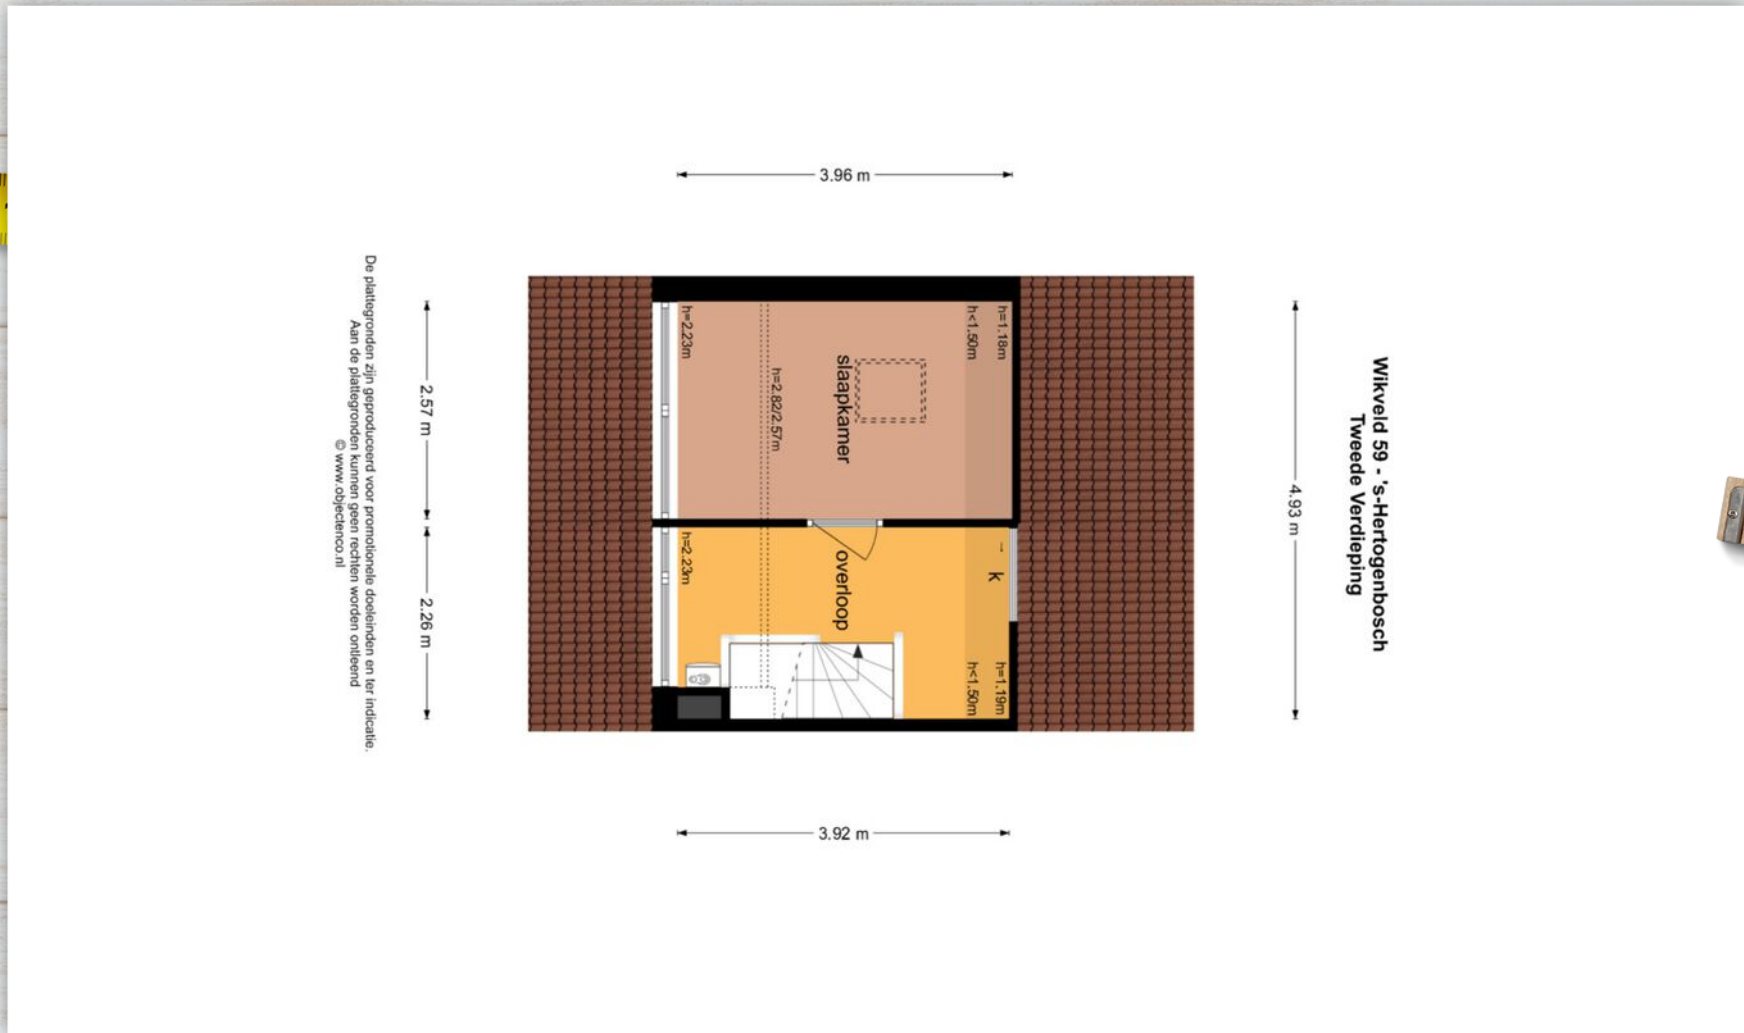 Wikveld 59 - 's-Hertogenbosch
Tweede Verdieping
4.93 m
3.96 m
h=1.18m
h<1.50m
slaapkamer
h=2.82/2.57m
h=2.23m
k
overloop
h=2.23m
h=1.19m
h<1.50m
3.92 m
2.57 m
2.26 m
De plattegronden zijn geproduceerd voor promotionele doeleinden en ter indicatie.
Aan de plattegronden kunnen geen rechten worden ontleend
© www.objectenco.nl